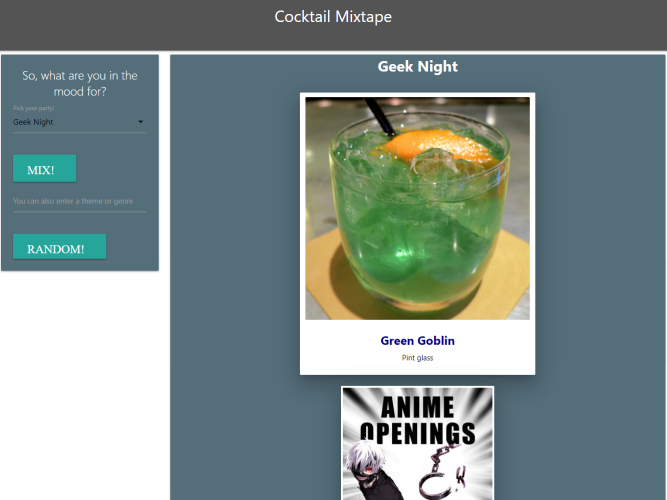 Cocktail Mixtape
So, what are you in the
mood for?
Pick your party!
Geek Night
MIX!
You can also enter a theme or genre
RANDOM!
Geek Night
Green Goblin
Pint glass
ANIME
OPENINGS